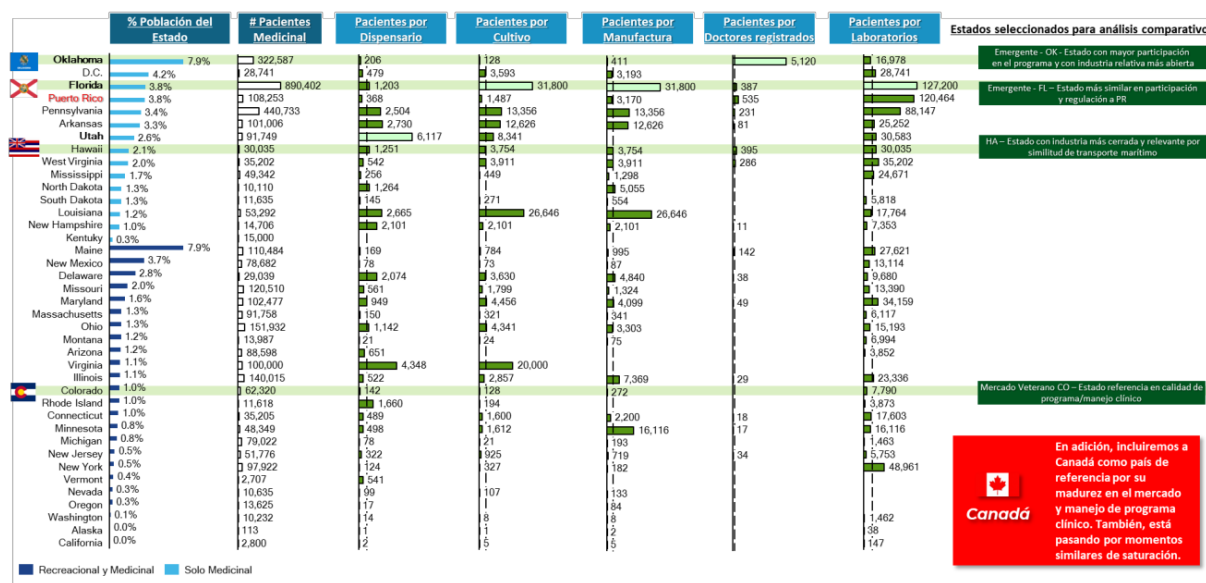 % Población del Estado
# Pacientes Medicinal
Pacientes por Dispensario
Pacientes por Cultivo
Pacientes por Manufactura
Pacientes por Doctores registrados
Pacientes por Laboratorios
Estados seleccionados para análisis comparativo
Oklahoma 7.9% 322,587 206 128 411 5,120 16,978
D.C. 4.2% 28,741 479 3,593 3,193 28,741
Florida 3.8% 890,402 1,203 31,800 31,800 387 127,200
Puerto Rico 3.8% 108,253 368 1,487 3,170 535 120,464
Pennsylvania 3.4% 440,733 2,504 13,356 13,356 231 88,147
Arkansas 3.3% 101,006 2,730 12,626 12,626 81 25,252
Utah 2.6% 91,749 6,117 8,341 30,583
Hawaii 2.1% 30,035 1,251 3,754 3,754 395 30,035
West Virginia 2.0% 35,202 542 3,911 3,911 286 35,202
Mississippi 1.7% 49,342 256 449 1,298 24,671
North Dakota 1.3% 10,110 1,264 5,055
South Dakota 1.3% 11,635 145 271 554 5,818
Louisiana 1.2% 53,292 2,665 26,646 26,646 17,764
New Hampshire 1.0% 14,706 2,101 2,101 2,101 11 7,353
Kentuky 0.3% 15,000
Maine 7.9% 110,484 169 784 995 142 27,621
New Mexico 3.7% 78,682 78 73 87 13,114
Delaware 2.8% 29,039 2,074 3,630 4,840 38 9,680
Missouri 2.0% 120,510 561 1,799 1,324 13,390
Maryland 1.6% 102,477 949 4,456 4,099 49 34,159
Massachusetts 1.3% 91,758 150 321 341 6,117
Ohio 1.3% 151,932 1,142 4,341 3,303 15,193
Montana 1.2% 13,987 21 24 75 6,994
Arizona 1.2% 88,598 651 3,852
Virginia 1.1% 100,000 4,348 20,000
Illinois 1.1% 140,015 522 2,857 7,369 29 23,336
Colorado 1.0% 62,320 142 128 272 7,790
Rhode Island 1.0% 11,618 1,660 194 3,873
Connecticut 1.0% 35,205 489 1,600 2,200 18 17,603
Minnesota 0.8% 48,349 498 1,612 16,116 17 16,116
Michigan 0.8% 79,022 78 21 193 1,463
New Jersey 0.5% 51,776 322 925 719 34 5,753
New York 0.5% 97,922 124 327 182 48,961
Vermont 0.4% 2,707 541
Nevada 0.3% 10,635 99 107 133
Oregon 0.3% 13,625 17 84
Washington 0.1% 10,232 14 8 8 1,462
Alaska 0.0% 113 1 1 2 38
California 0.0% 2,800 2 5 5 147
Recreacional y Medicinal
Solo Medicinal
Emergente - OK - Estado con mayor participación
en el programa y con industria relativa más abierta
Emergente - FL – Estado más similar en participación
y regulación a PR
HA – Estado con industria más cerrada y relevante por
similitud de transporte marítimo
Mercado Veterano CO – Estado referencia en calidad de
programa/manejo clínico
Canadá
En adición, incluiremos a
Canadá como país de
referencia por su
madurez en el mercado
y manejo de programa
clínico. También, está
pasando por momentos
similares de saturación.